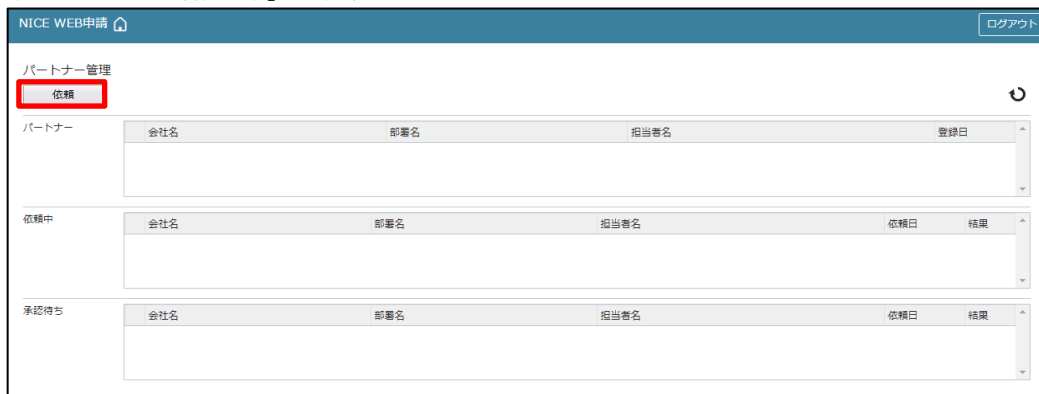 NICE WEB申請 ログアウト
パートナー管理
依頼
パートナー 会社名 部署名 担当者名 登録日
依頼中 会社名 部署名 担当者名 依頼日 結果
承認待ち 会社名 部署名 担当者名 依頼日 結果